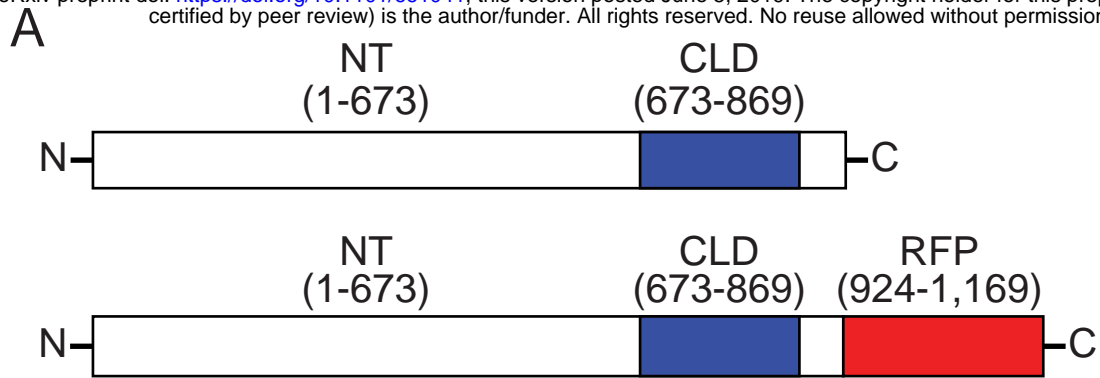 certified by peer review) is the author/funder. All rights reserved. No reuse allowed without permission
A
NT CLD
(1-673) (673-869)
N C
NT CLD RFP
(1-673) (673-869) (924-1,169)
N C